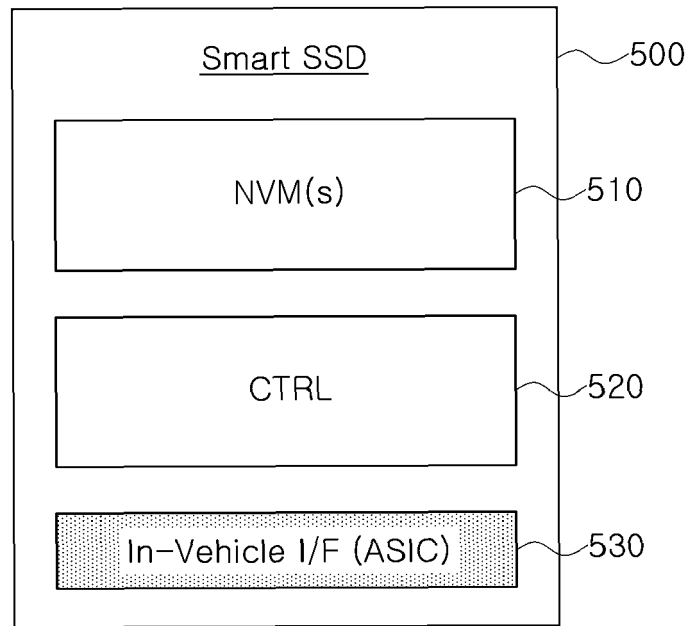 Smart SSD
500
NVM(s)
510
CTRL
520
In-Vehicle I/F (ASIC)
530